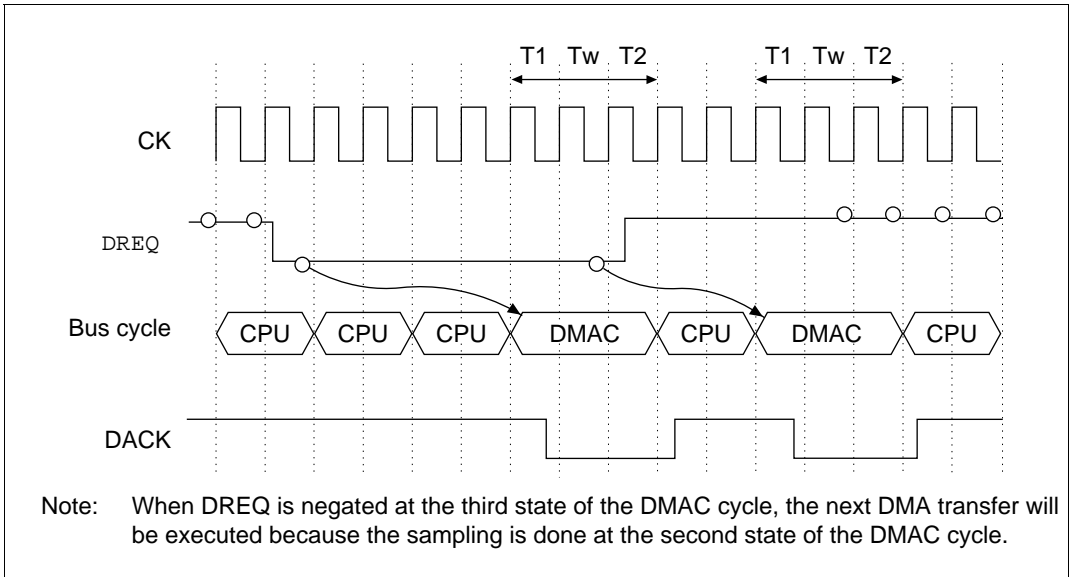 T1 Tw T2 T1 Tw T2
CK
DREQ
Bus cycle CPU CPU CPU DMAC CPU DMAC CPU
DACK
Note: When DREQ is negated at the third state of the DMAC cycle, the next DMA transfer will
be executed because the sampling is done at the second state of the DMAC cycle.